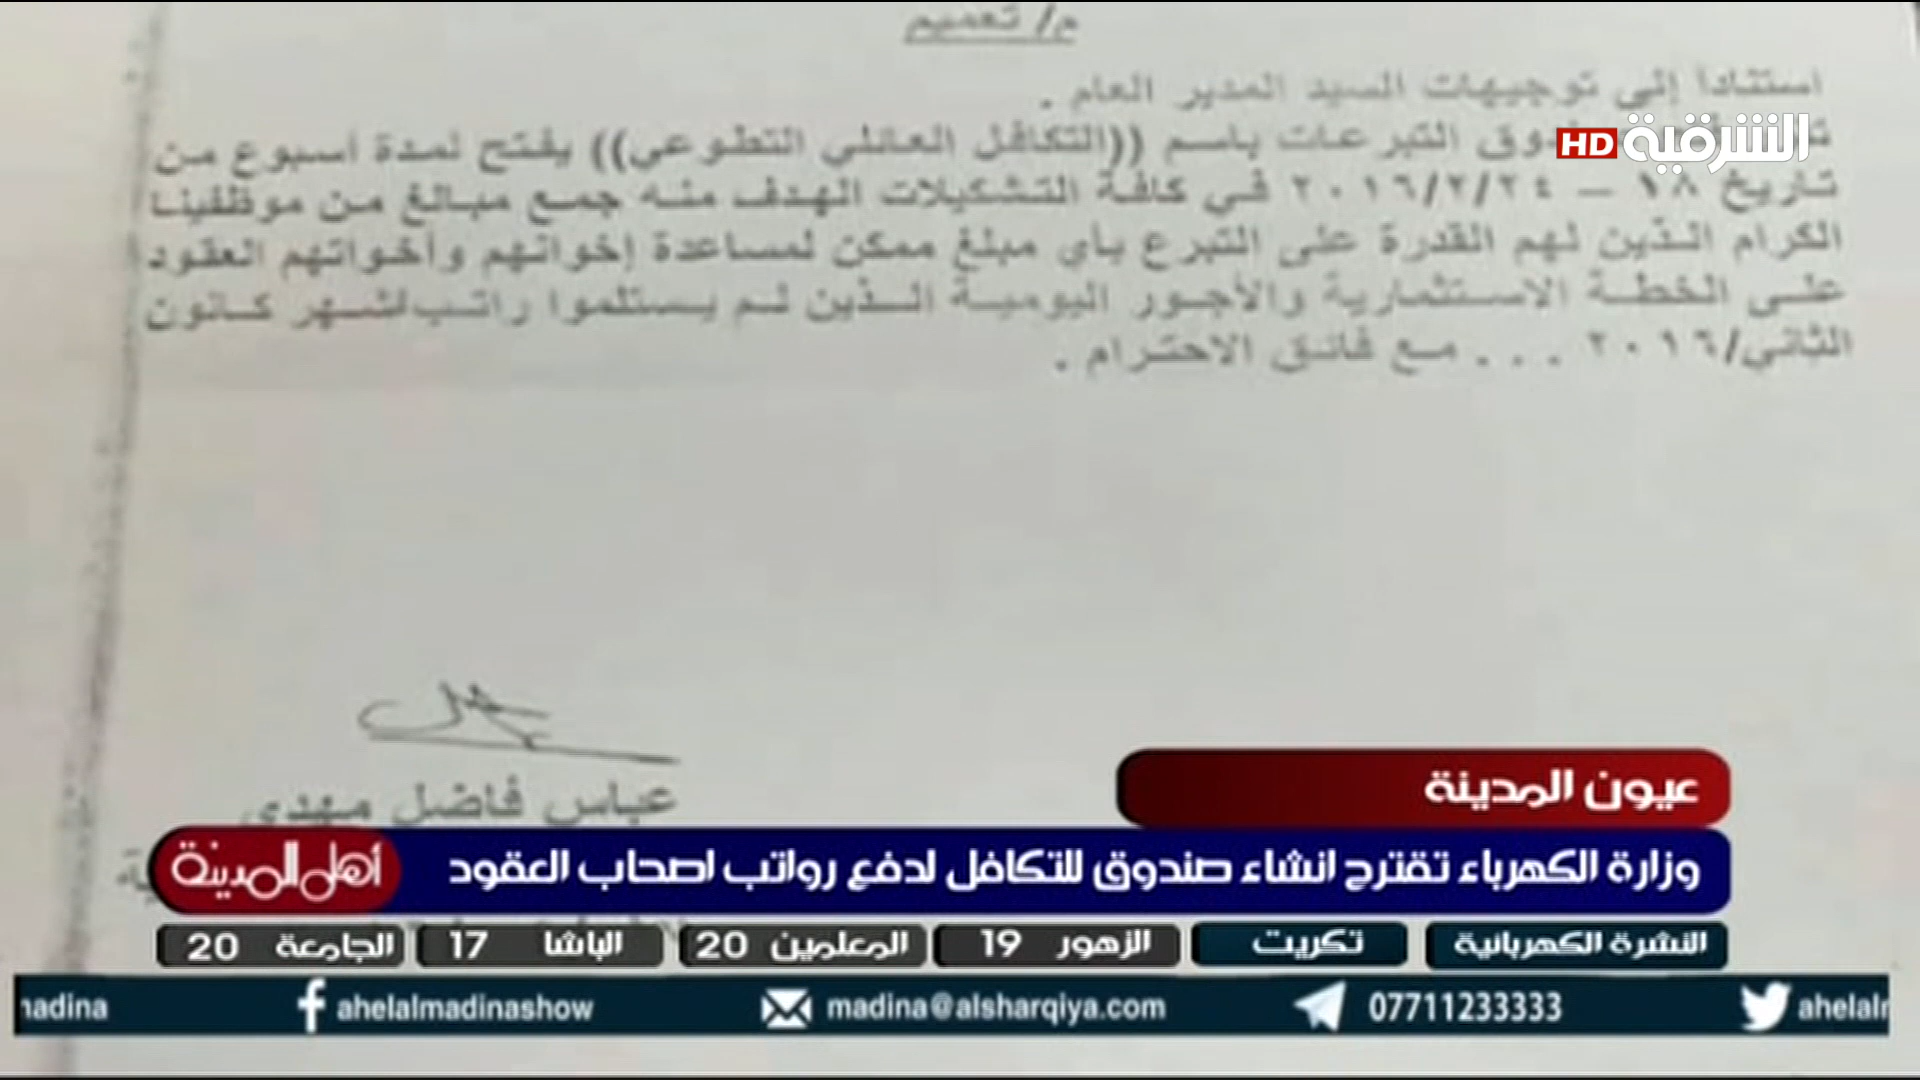 م/ تعميم
استناداً إلى توجيهات السيد المدير العام .
التبرعات باسم ((التكافل العائلي التطوعي)) يفتح لمدة أسبوع من
تاريخ ١٨ – ٢٠١٦/٢/٢٤ في كافة التشكيلات الهدف منه جمع مبالغ من موظفينا
الكرام الذين لهم القدرة على التبرع بأي مبلغ ممكن لمساعدة إخوانهم وأخواتهم العقود
على الخطة الاستثمارية والأجور اليومية الذين لم يستلموا راتب شهر كانون
الثاني/٢٠١٦ . . . مع فائق الاحترام .
الشرقية HD
عباس فاضل مهدي
عيون المدينة
وزارة الكهرباء تقترح انشاء صندوق للتكافل لدفع رواتب اصحاب العقود
أهل المدينة
النشرة الكهربائية تكريت الزهور 19 المعلمين 20 الباشا 17 الجامعة 20
madina ahelalmadinashow madina@alsharqiya.com 07711233333 ahelal